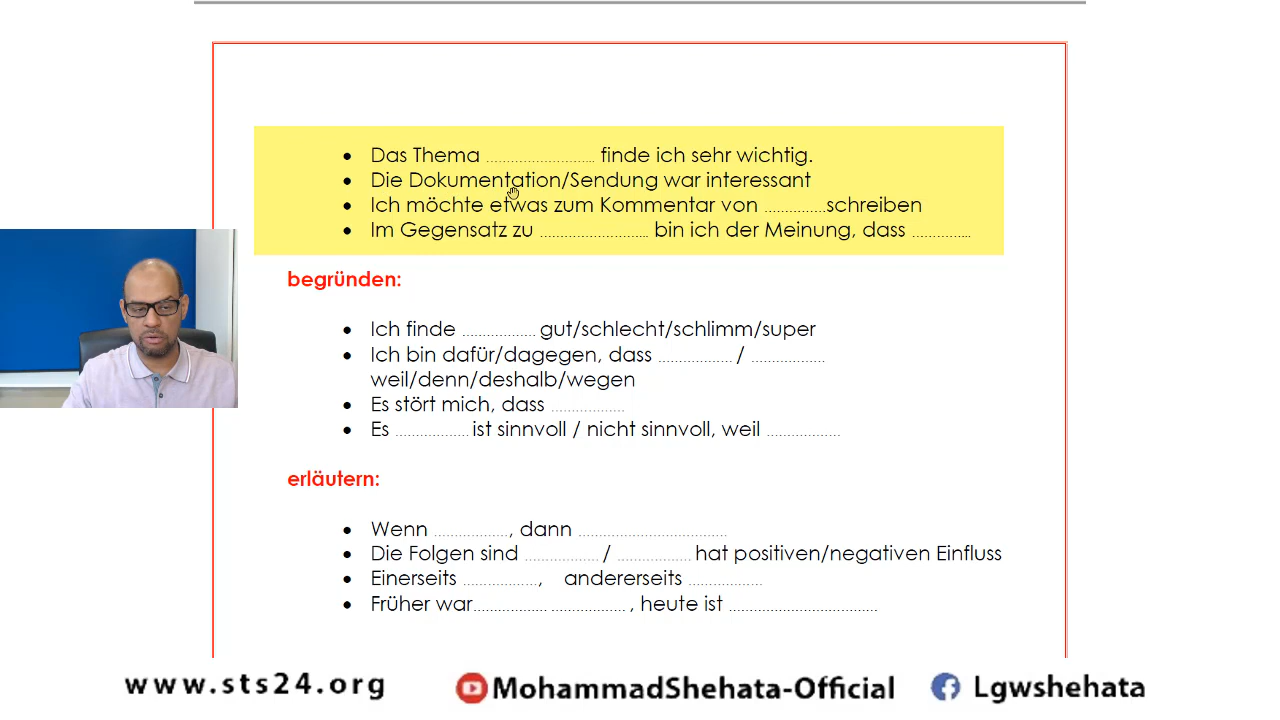 • Das Thema ........................... finde ich sehr wichtig.
• Die Dokumentation/Sendung war interessant
• Ich möchte etwas zum Kommentar von ...............schreiben
• Im Gegensatz zu ........................... bin ich der Meinung, dass ...............
begründen:
• Ich finde .................. gut/schlecht/schlimm/super
• Ich bin dafür/dagegen, dass .................. / ..................
weil/denn/deshalb/wegen
• Es stört mich, dass ..................
• Es .................. ist sinnvoll / nicht sinnvoll, weil ..................
erläutern:
• Wenn .................., dann ....................................
• Die Folgen sind .................. / .................. hat positiven/negativen Einfluss
• Einerseits .................., andererseits ..................
• Früher war.................. .................. , heute ist ....................................
www.sts24.org MohammadShehata-Official Lgwshehata